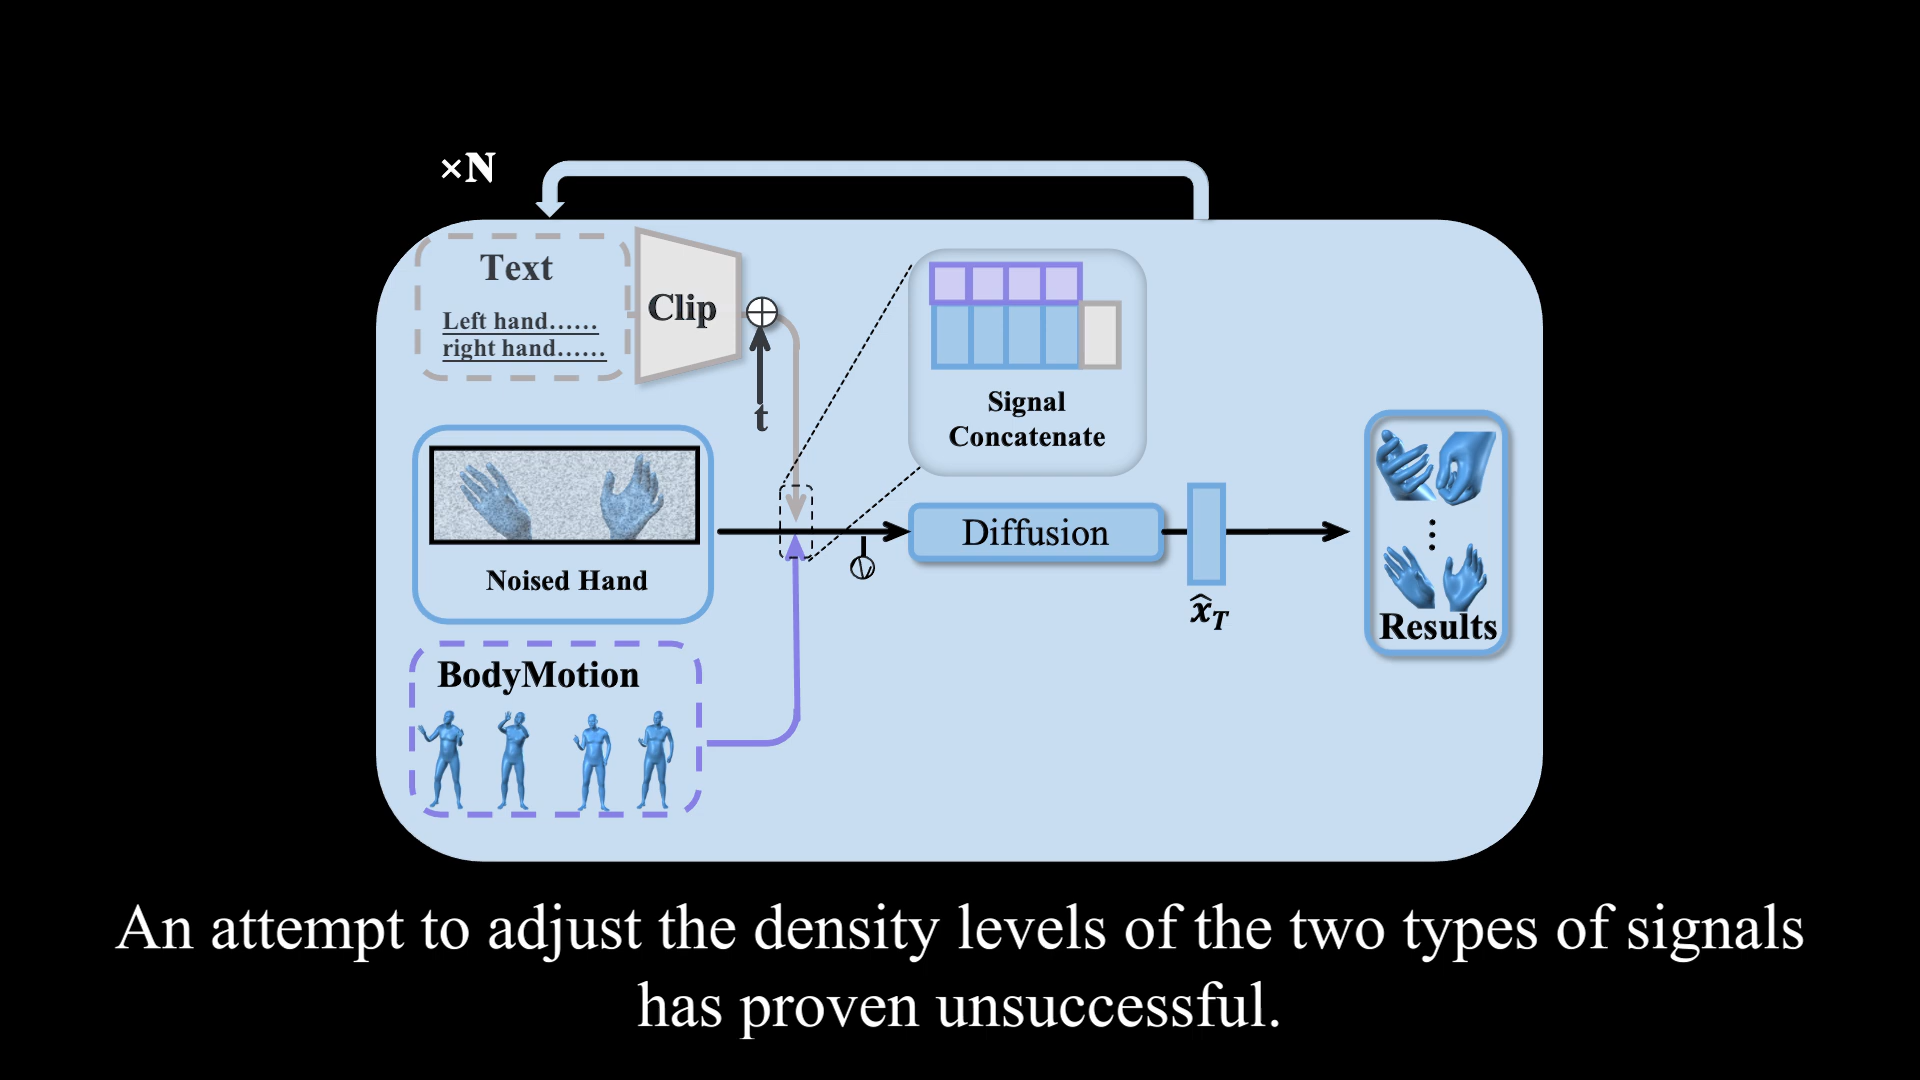 ×N
Text
Left hand......
right hand......
Clip
t
Signal
Concatenate
Noised Hand
Diffusion
x̂_T
Results
BodyMotion
An attempt to adjust the density levels of the two types of signals
has proven unsuccessful.